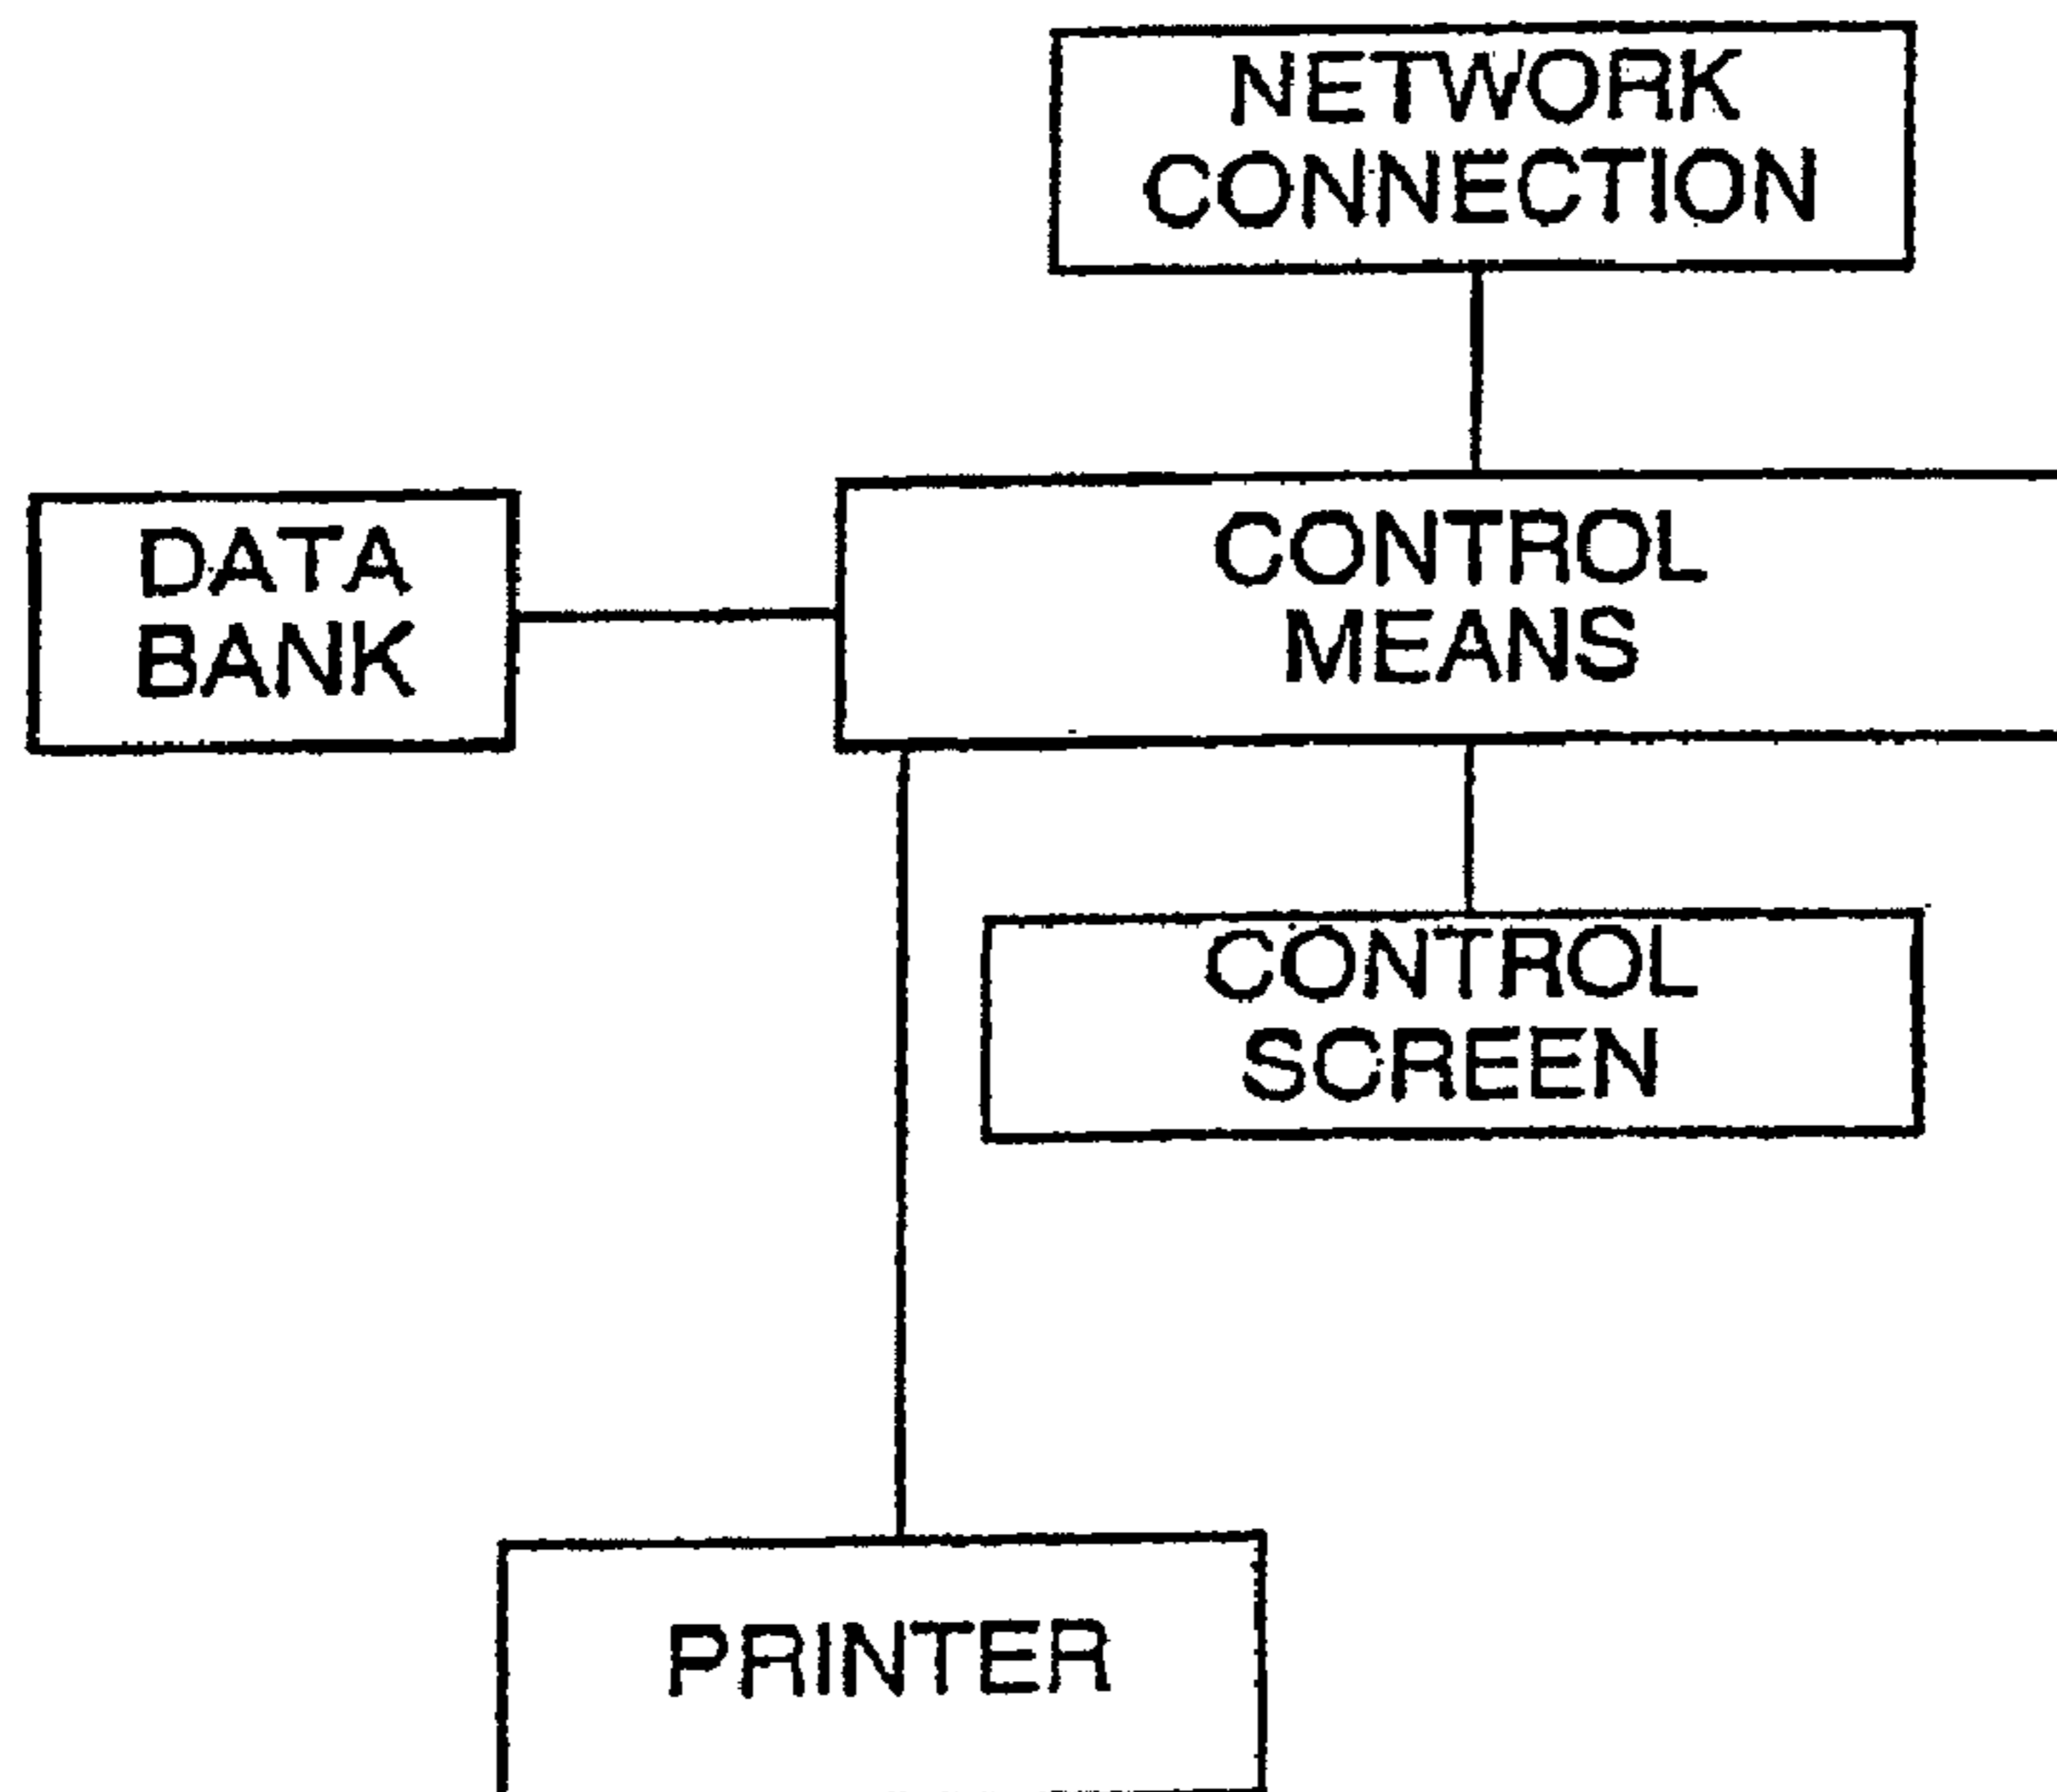 NETWORK
CONNECTION
DATA
BANK
CONTROL
MEANS
CONTROL
SCREEN
PRINTER